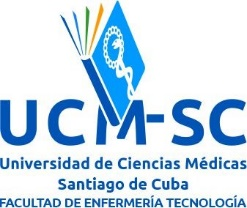 UCM-SC
Universidad de Ciencias Médicas
Santiago de Cuba
FACULTAD DE ENFERMERÍA TECNOLOGÍA